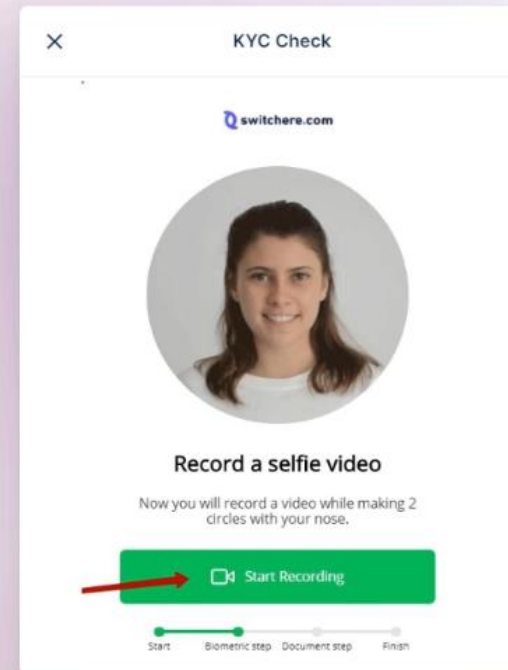 KYC Check
switchere.com
Record a selfie video
Now you will record a video while making 2
circles with your nose.
Start Recording
Start Biometric step Document step Finish